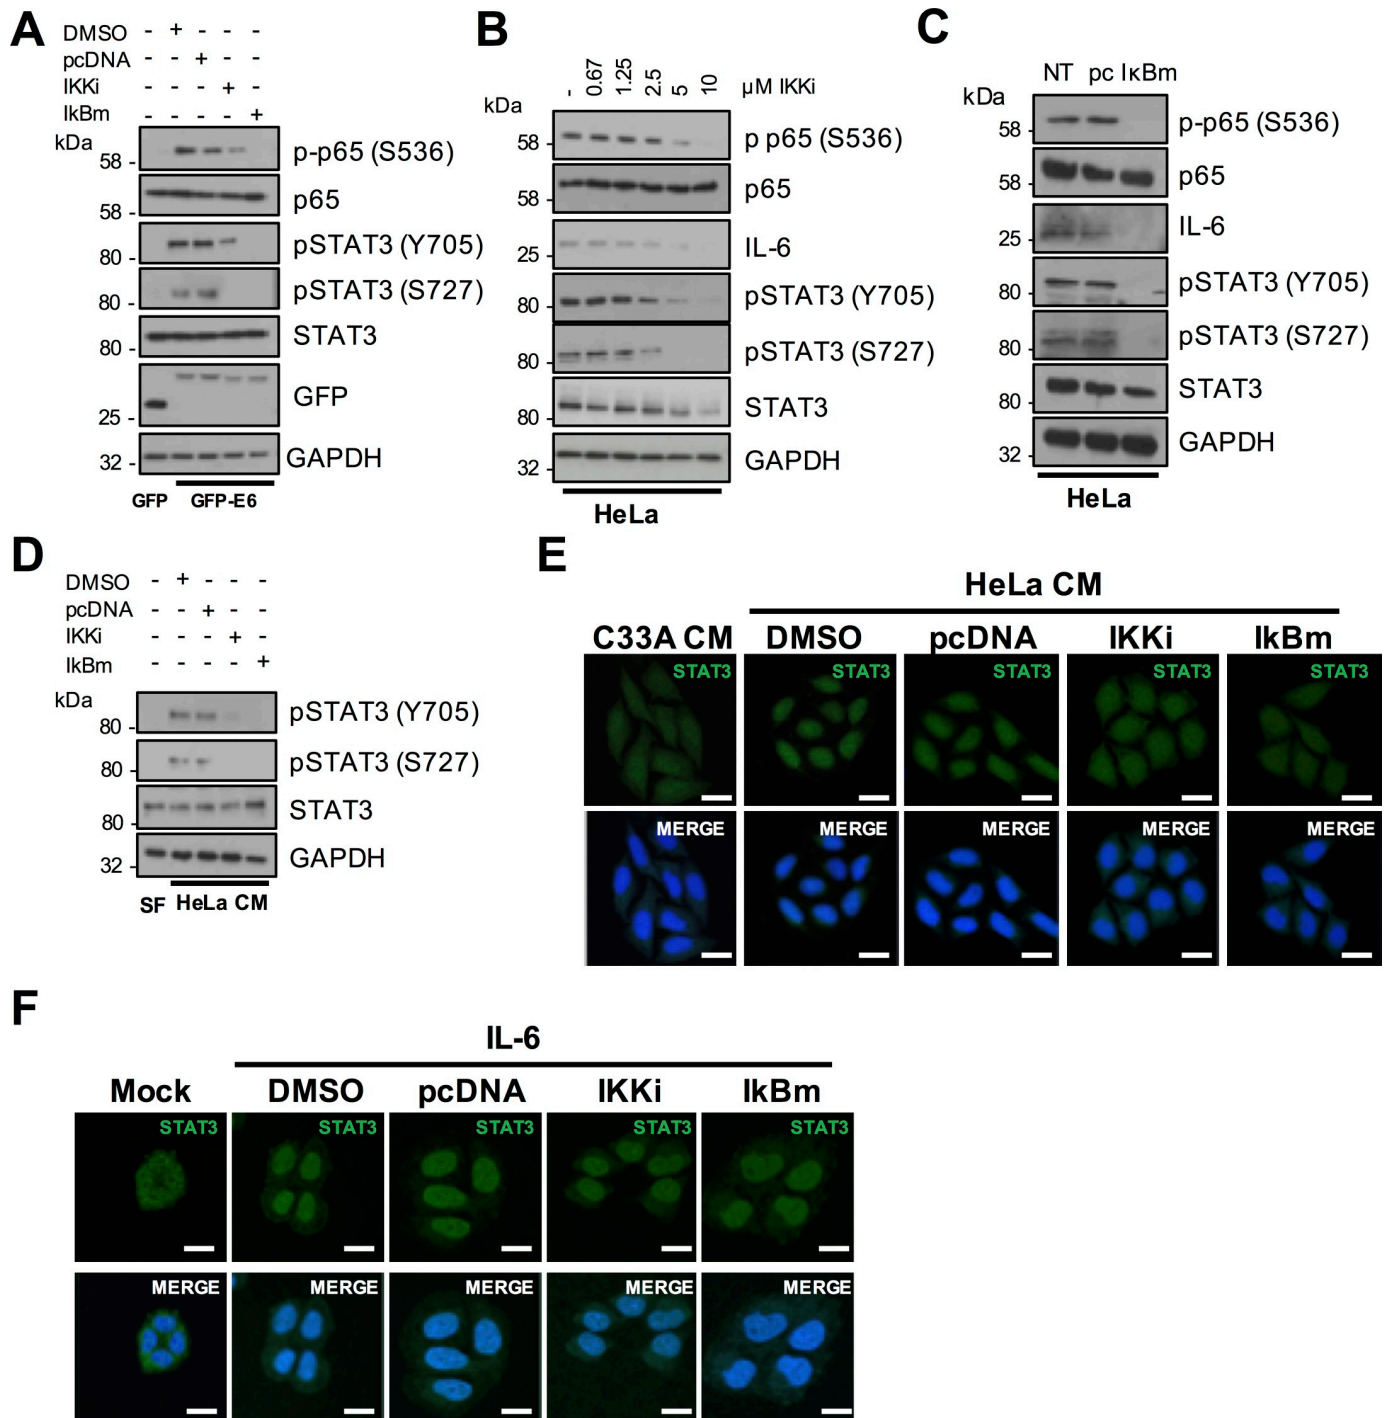 A
DMSO - + - - -
pcDNA - - + - -
IKKi - - - + -
IkBm - - - - +
kDa
58 - p-p65 (S536)
58 - p65
80 - pSTAT3 (Y705)
80 - pSTAT3 (S727)
80 - STAT3
25 - GFP
32 - GAPDH
GFP GFP-E6
B
kDa - 0.67 1.25 2.5 5 10 µM IKKi
58 - p p65 (S536)
58 - p65
25 - IL-6
80 - pSTAT3 (Y705)
80 - pSTAT3 (S727)
80 - STAT3
32 - GAPDH
HeLa
C
NT pc IκBm
kDa
58 - p-p65 (S536)
58 - p65
25 - IL-6
80 - pSTAT3 (Y705)
80 - pSTAT3 (S727)
80 - STAT3
32 - GAPDH
HeLa
D
DMSO - + - - -
pcDNA - - + - -
IKKi - - - + -
IkBm - - - - +
kDa
80 - pSTAT3 (Y705)
80 - pSTAT3 (S727)
80 - STAT3
32 - GAPDH
SF HeLa CM
E
HeLa CM
C33A CM DMSO pcDNA IKKi IkBm
STAT3 STAT3 STAT3 STAT3 STAT3
MERGE MERGE MERGE MERGE MERGE
F
IL-6
Mock DMSO pcDNA IKKi IkBm
STAT3 STAT3 STAT3 STAT3 STAT3
MERGE MERGE MERGE MERGE MERGE